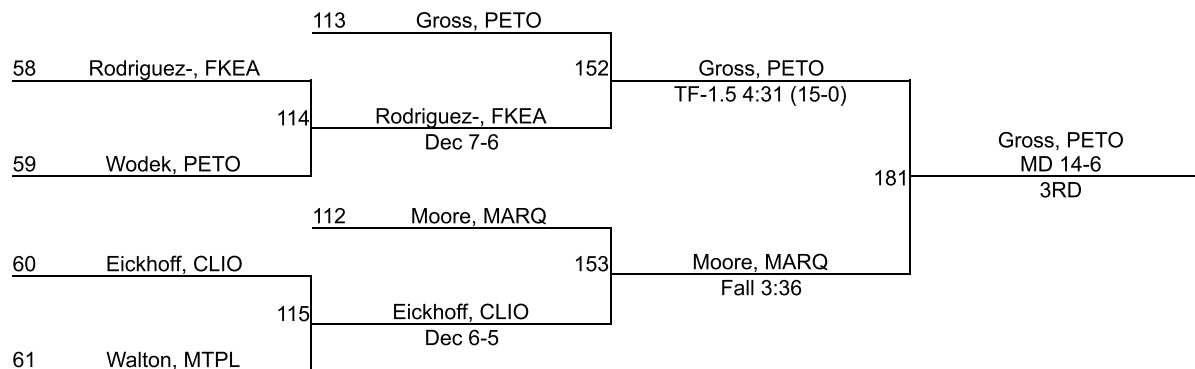 113 Gross, PETO
58 Rodriguez-, FKEA
152 Gross, PETO
TF-1.5 4:31 (15-0)
114 Rodriguez-, FKEA
Dec 7-6
59 Wodek, PETO
181 Gross, PETO
MD 14-6
3RD
112 Moore, MARQ
60 Eickhoff, CLIO
153 Moore, MARQ
Fall 3:36
115 Eickhoff, CLIO
Dec 6-5
61 Walton, MTPL